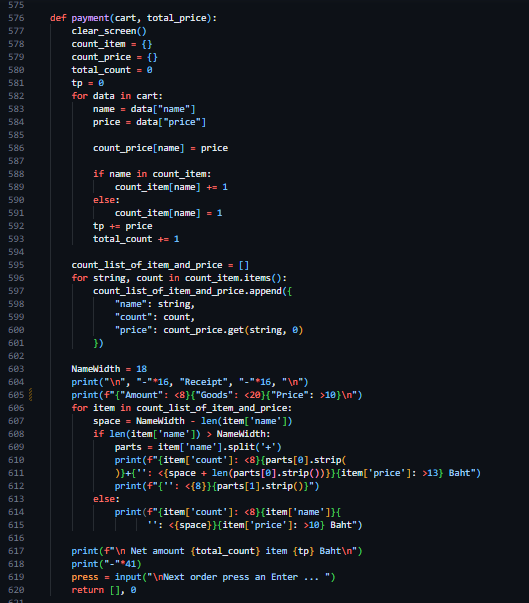 575
576 def payment(cart, total_price):
577     clear_screen()
578     count_item = {}
579     count_price = {}
580     total_count = 0
581     tp = 0
582     for data in cart:
583         name = data["name"]
584         price = data["price"]
585
586         count_price[name] = price
587
588         if name in count_item:
589             count_item[name] += 1
590         else:
591             count_item[name] = 1
592         tp += price
593         total_count += 1
594
595     count_list_of_item_and_price = []
596     for string, count in count_item.items():
597         count_list_of_item_and_price.append({
598             "name": string,
599             "count": count,
600             "price": count_price.get(string, 0)
601         })
602
603     NameWidth = 18
604     print("\n", "-"*16, "Receipt", "-"*16, "\n")
605     print(f"{"Amount": <8}{"Goods": <20}{"Price": >10}\n")
606     for item in count_list_of_item_and_price:
607         space = NameWidth - len(item['name'])
608         if len(item['name']) > NameWidth:
609             parts = item['name'].split('+')
610             print(f"{item['count']: <8}{parts[0].strip(
611             )}+{'': <{space + len(parts[0].strip())}}{item['price']: >13} Baht")
612             print(f"{'': <{8}}{parts[1].strip()}")
613         else:
614             print(f"{item['count']: <8}{item['name']}{
615                   '': <{space}}{item['price']: >10} Baht")
616
617     print(f"\n Net amount {total_count} item {tp} Baht\n")
618     print("-"*41)
619     press = input("\nNext order press an Enter ... ")
620     return [], 0